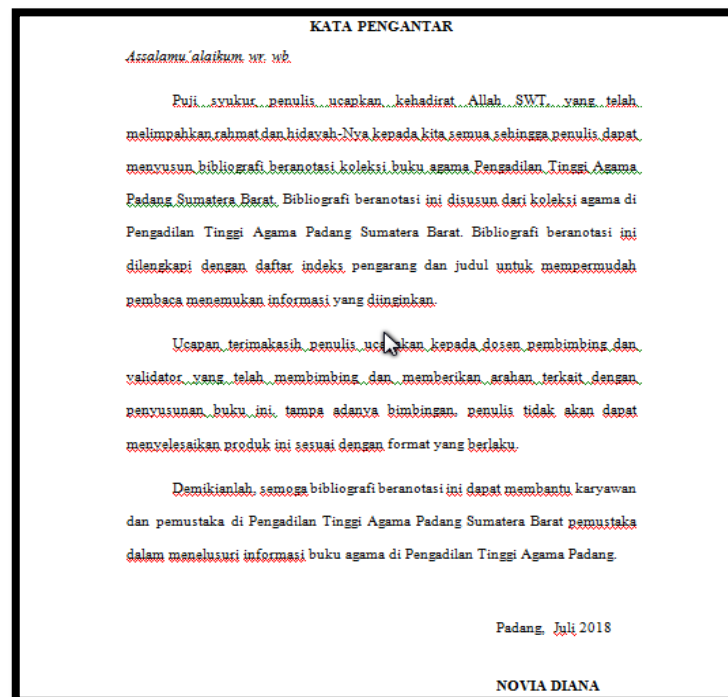 KATA PENGANTAR
Assalamu´alaikum wr. wb.
Puji syukur penulis ucapkan kehadirat Allah SWT, yang telah
melimpahkan rahmat dan hidayah-Nya kepada kita semua sehingga penulis dapat
menyusun bibliografi beranotasi koleksi buku agama Pengadilan Tinggi Agama
Padang Sumatera Barat. Bibliografi beranotasi ini disusun dari koleksi agama di
Pengadilan Tinggi Agama Padang Sumatera Barat. Bibliografi beranotasi ini
dilengkapi dengan daftar indeks pengarang dan judul untuk mempermudah
pembaca menemukan informasi yang diinginkan.
Ucapan terimakasih penulis ucapkan kepada dosen pembimbing dan
validator yang telah membimbing dan memberikan arahan terkait dengan
penyusunan buku ini, tampa adanya bimbingan, penulis tidak akan dapat
menyelesaikan produk ini sesuai dengan format yang berlaku.
Demikianlah, semoga bibliografi beranotasi ini dapat membantu karyawan
dan pemustaka di Pengadilan Tinggi Agama Padang Sumatera Barat pemustaka
dalam menelusuri informasi buku agama di Pengadilan Tinggi Agama Padang.
Padang, Juli 2018
NOVIA DIANA